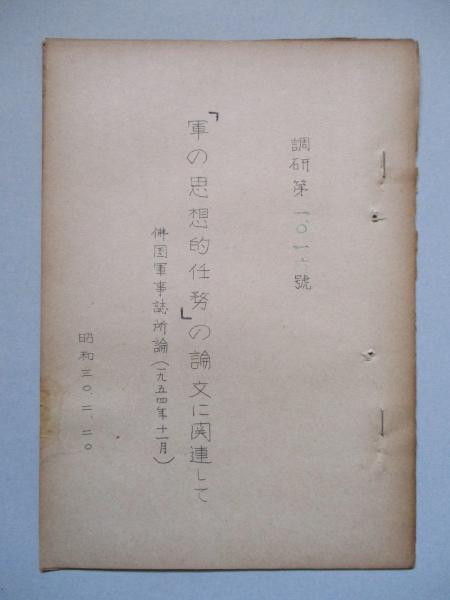 調研第一〇一一號
「軍の思想的任務」の論文に関連して
佛国軍事誌所論（一九五四年十一月）
昭和三〇、二、二〇